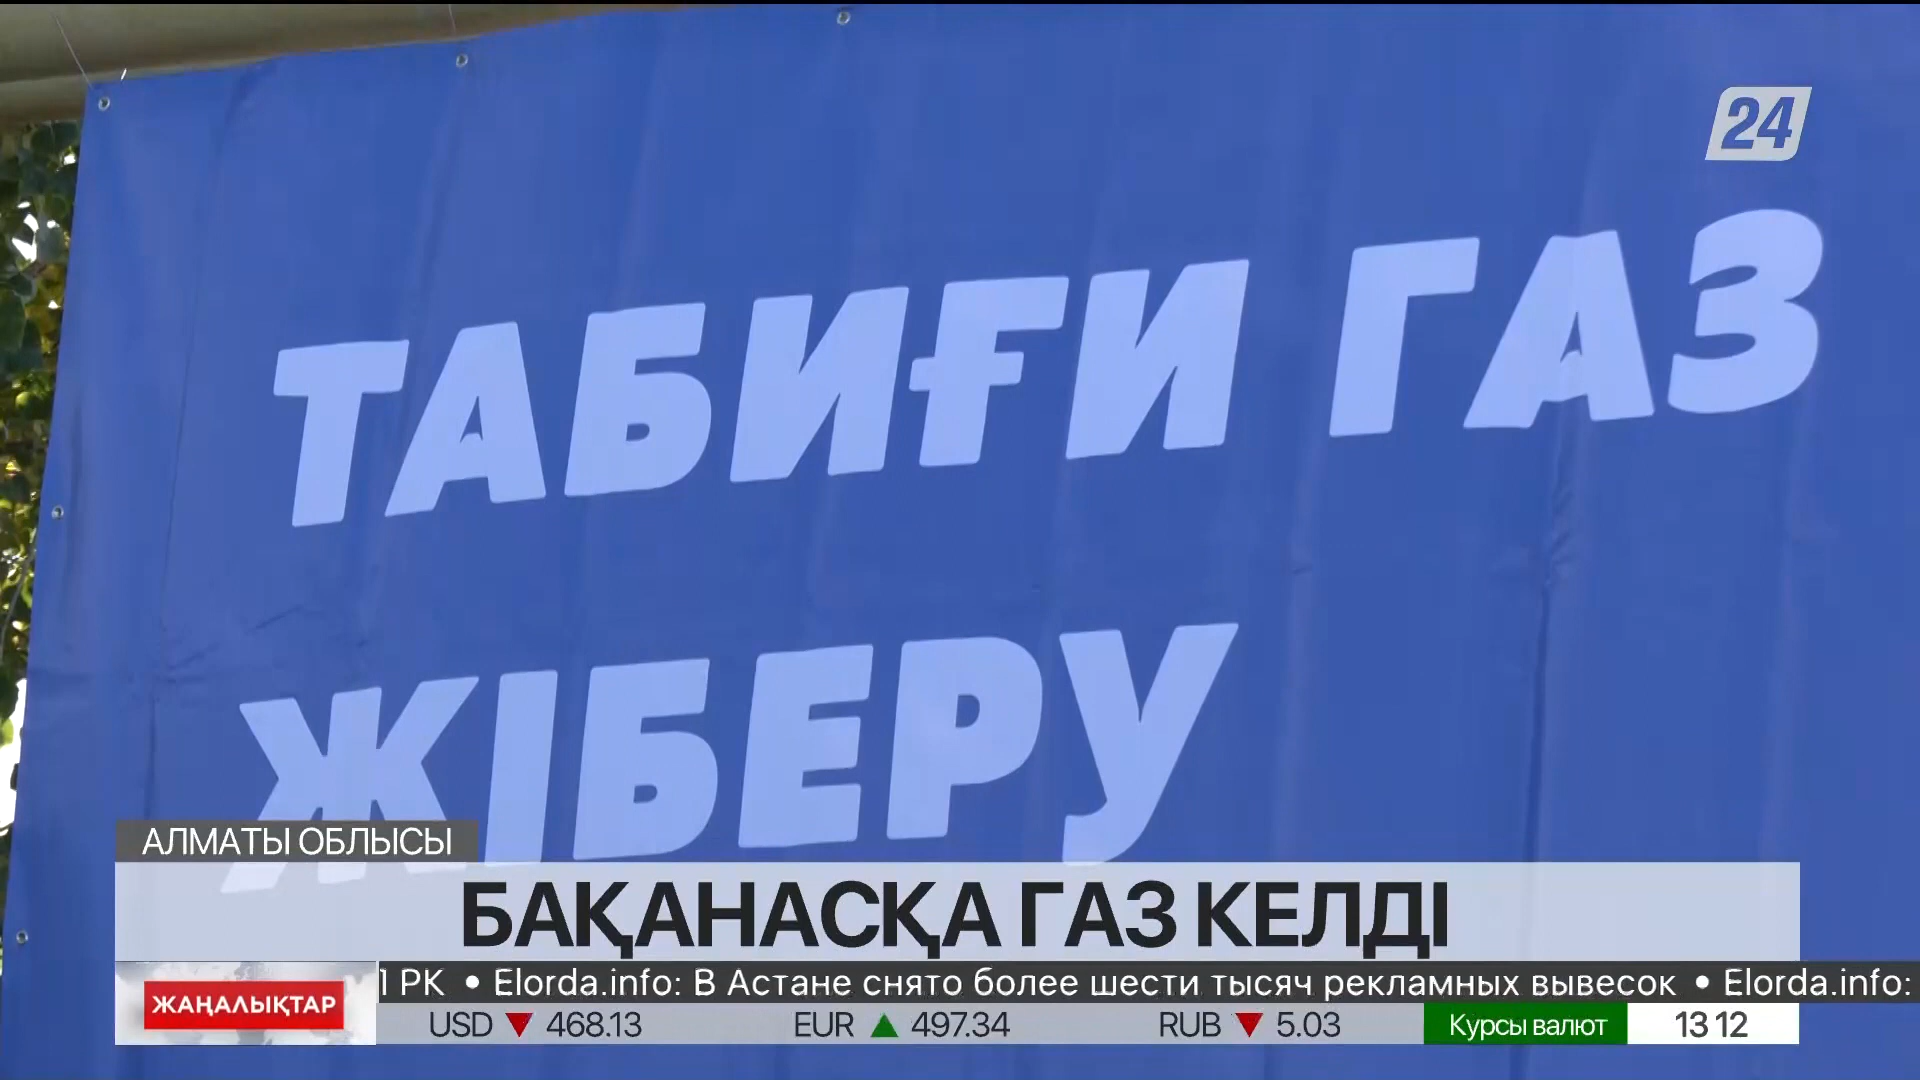 24
ТАБИҒИ ГАЗ
ЖІБЕРУ
АЛМАТЫ ОБЛЫСЫ
БАҚАНАСҚА ГАЗ КЕЛДІ
РК • Elorda.info: В Астане снято более шести тысяч рекламных вывесок • Elorda.info:
ЖАҢАЛЫҚТАР
USD ▼ 468.13 EUR ▲ 497.34 RUB ▼ 5.03 Курсы валют 13 12